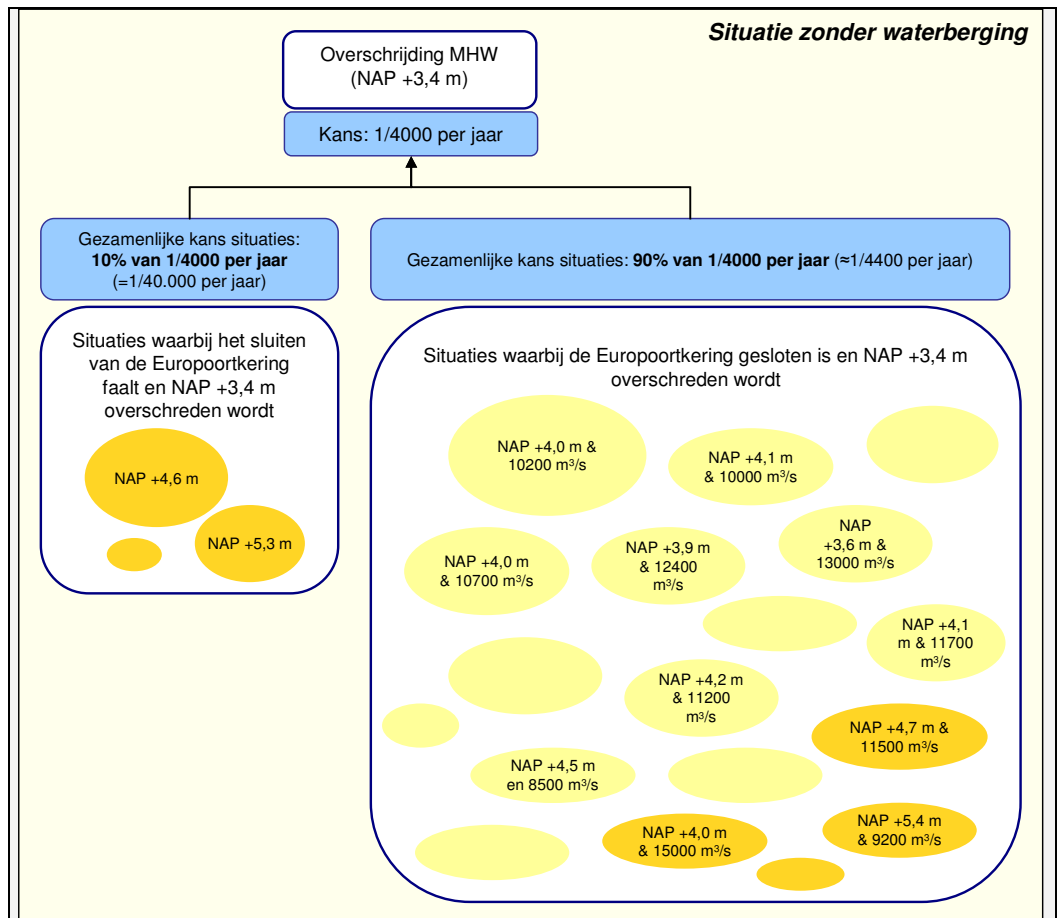 Situatie zonder waterberging
Overschrijding MHW
(NAP +3,4 m)
Kans: 1/4000 per jaar
Gezamenlijke kans situaties:
10% van 1/4000 per jaar
(=1/40.000 per jaar)
Gezamenlijke kans situaties: 90% van 1/4000 per jaar (≈1/4400 per jaar)
Situaties waarbij het sluiten
van de Europoortkering
faalt en NAP +3,4 m
overschreden wordt
NAP +4,6 m
NAP +5,3 m
Situaties waarbij de Europoortkering gesloten is en NAP +3,4 m
overschreden wordt
NAP +4,0 m &
10200 m³/s
NAP +4,1 m
& 10000 m³/s
NAP +4,0 m
& 10700 m³/s
NAP +3,9 m
& 12400
m³/s
NAP
+3,6 m &
13000 m³/s
NAP +4,1
m & 11700
m³/s
NAP +4,2 m
& 11200
m³/s
NAP +4,7 m &
11500 m³/s
NAP +4,5 m
en 8500 m³/s
NAP +4,0 m
& 15000 m³/s
NAP +5,4 m
& 9200 m³/s